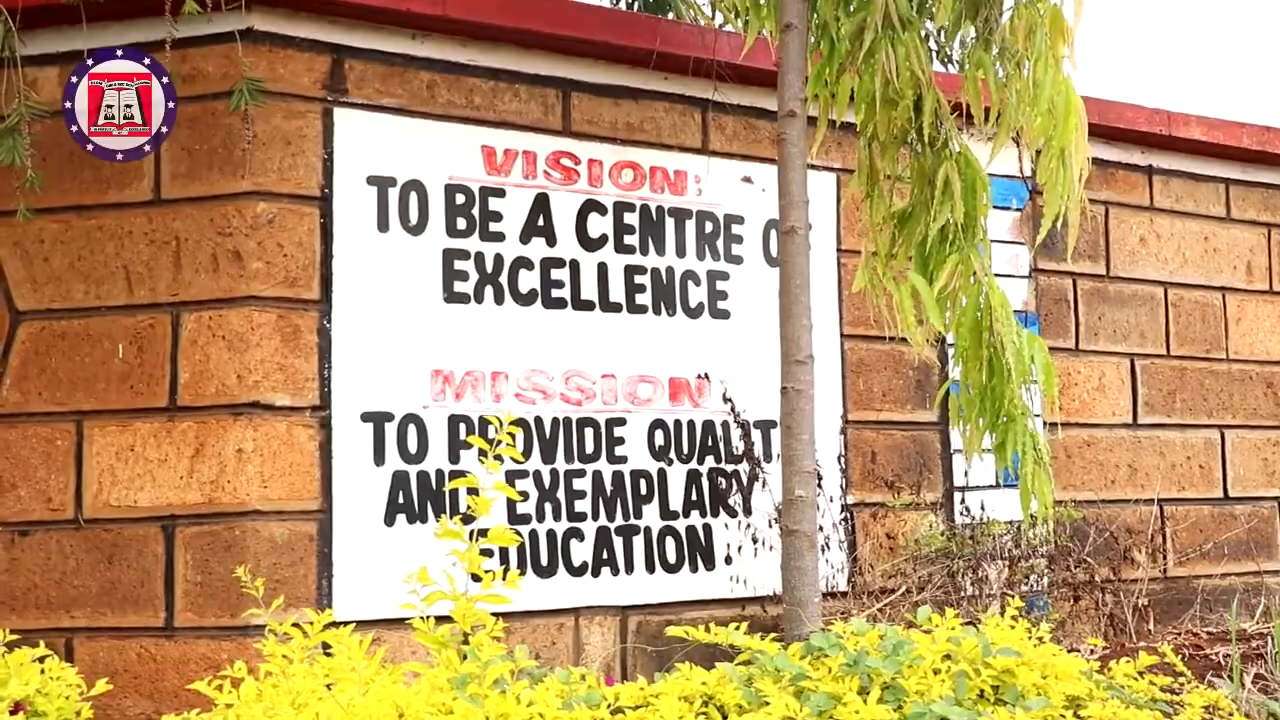 VISION:
TO BE A CENTRE
EXCELLENCE
MISSION
TO PROVIDE
AND EXEMPLARY
EDUCATION.